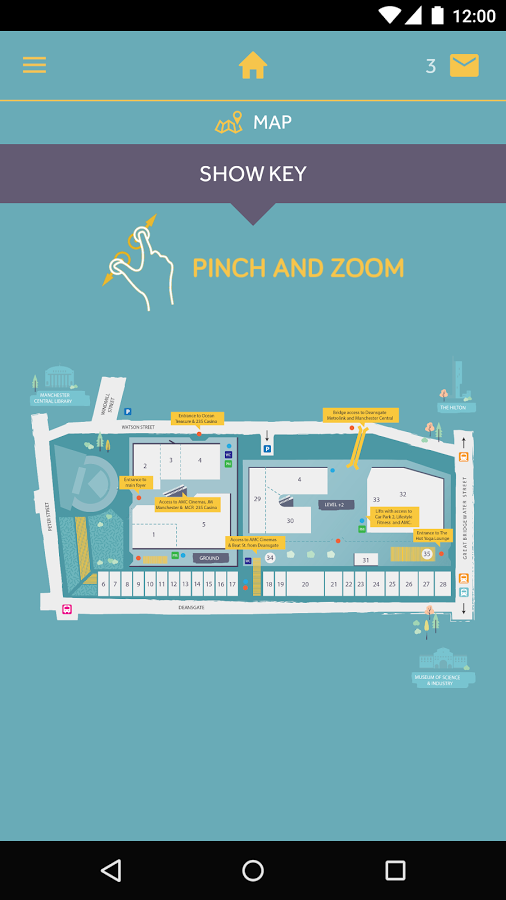 12:00
3
MAP
SHOW KEY
PINCH AND ZOOM
MANCHESTER
CENTRAL LIBRARY
WINDMILL
STREET
THE HILTON
P
WATSON STREET
Entrance to Ocean
Treasure & 235 Casino
Bridge access to Deansgate
Metrolink and Manchester Central
P
2
3
4
WC
Entrance to
main foyer
Access to AMC Cinemas, JW
Manchester & MCR 235 Casino
1
5
GROUND
PETER STREET
4
29
30
LEVEL +2
33
32
Lifts with access to
Car Park 2, Lifestyle
Fitness and AMC
Access to AMC Cinemas
from Deansgate
34
31
Entrance to The
Hot Yoga Lounge
35
GREAT BRIDGEWATER STREET
6 7 8 9 10 11 12 13 14 15 16 17 18 19 20 21 22 23 24 25 26 27 28
DEANSGATE
MUSEUM OF SCIENCE
& INDUSTRY